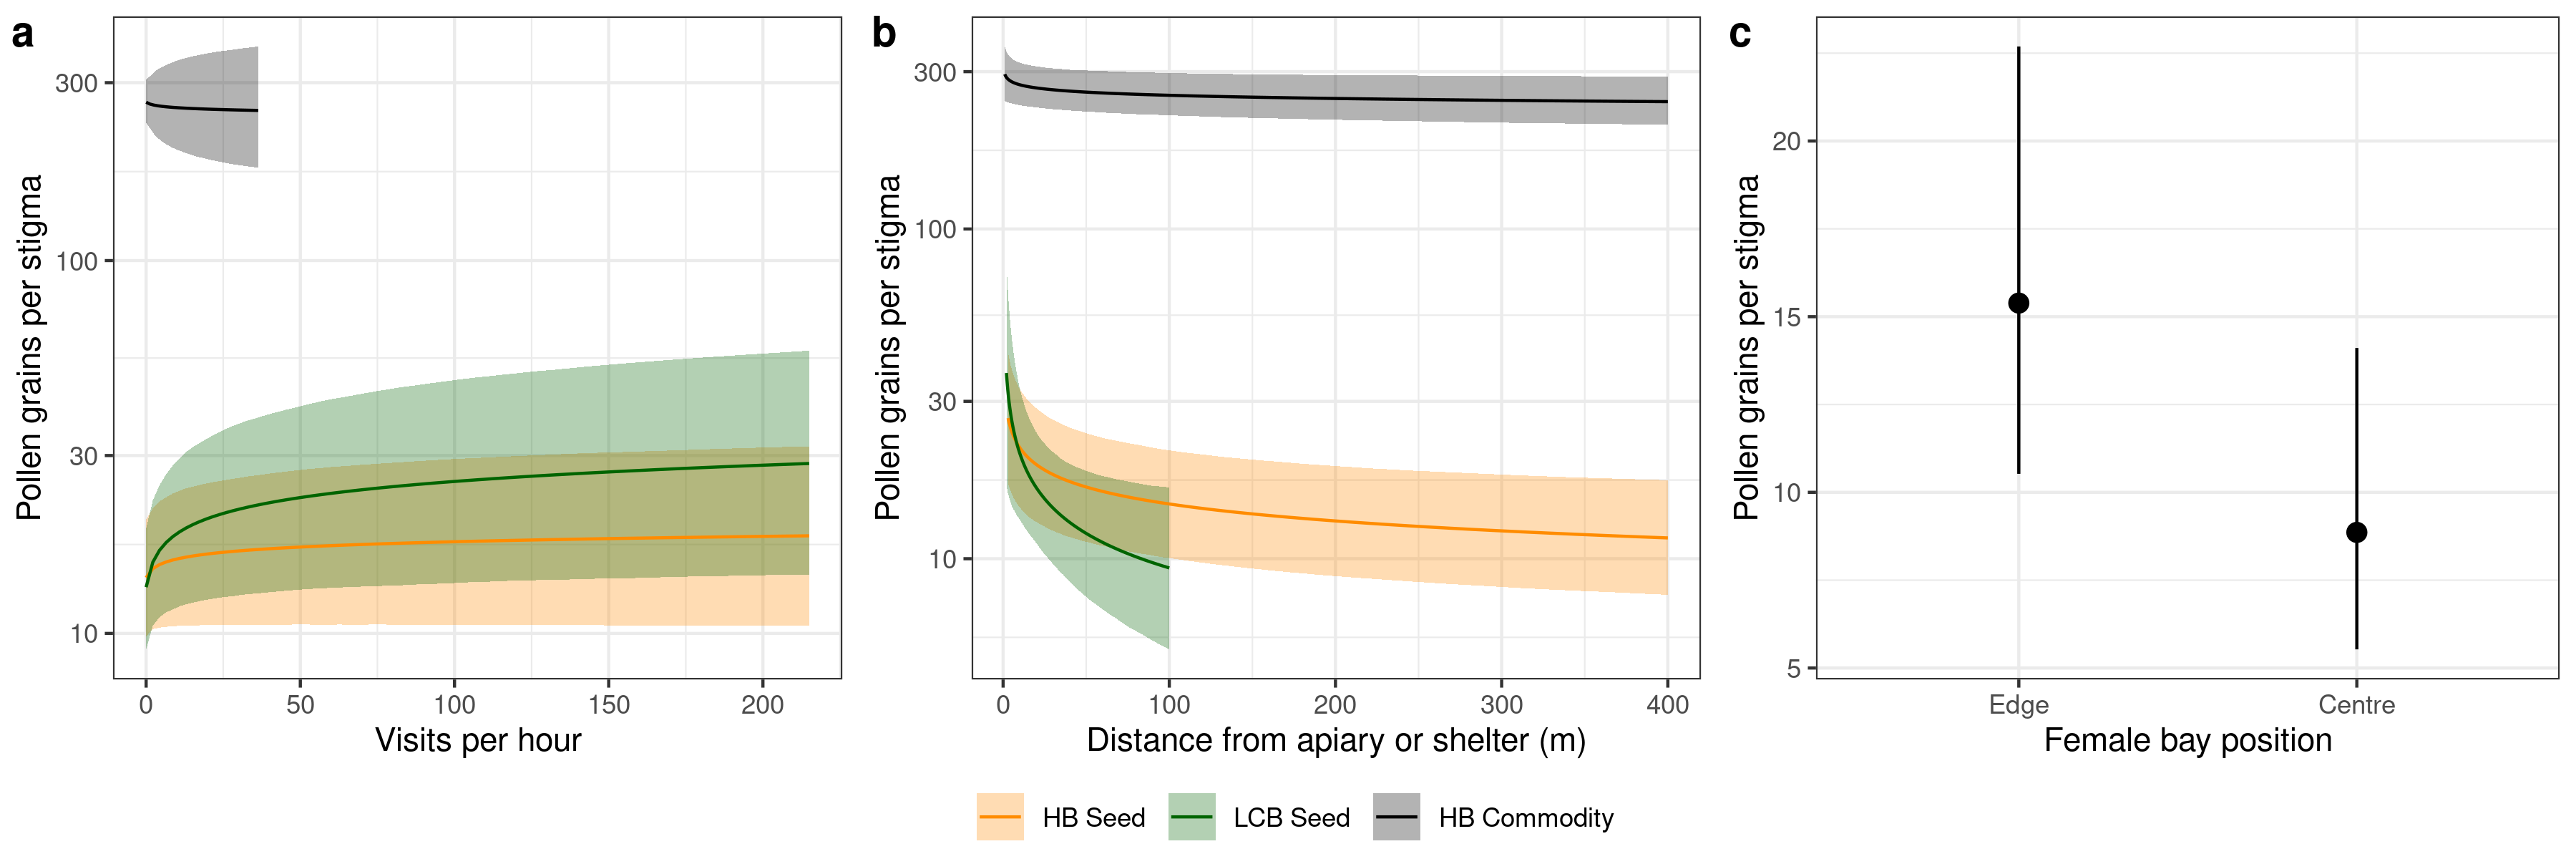 a
Pollen grains per stigma
300
100
30
10
0 50 100 150 200
Visits per hour
b
Pollen grains per stigma
300
100
30
10
0 100 200 300 400
Distance from apiary or shelter (m)
c
Pollen grains per stigma
20
15
10
5
Edge Centre
Female bay position
HB Seed LCB Seed HB Commodity